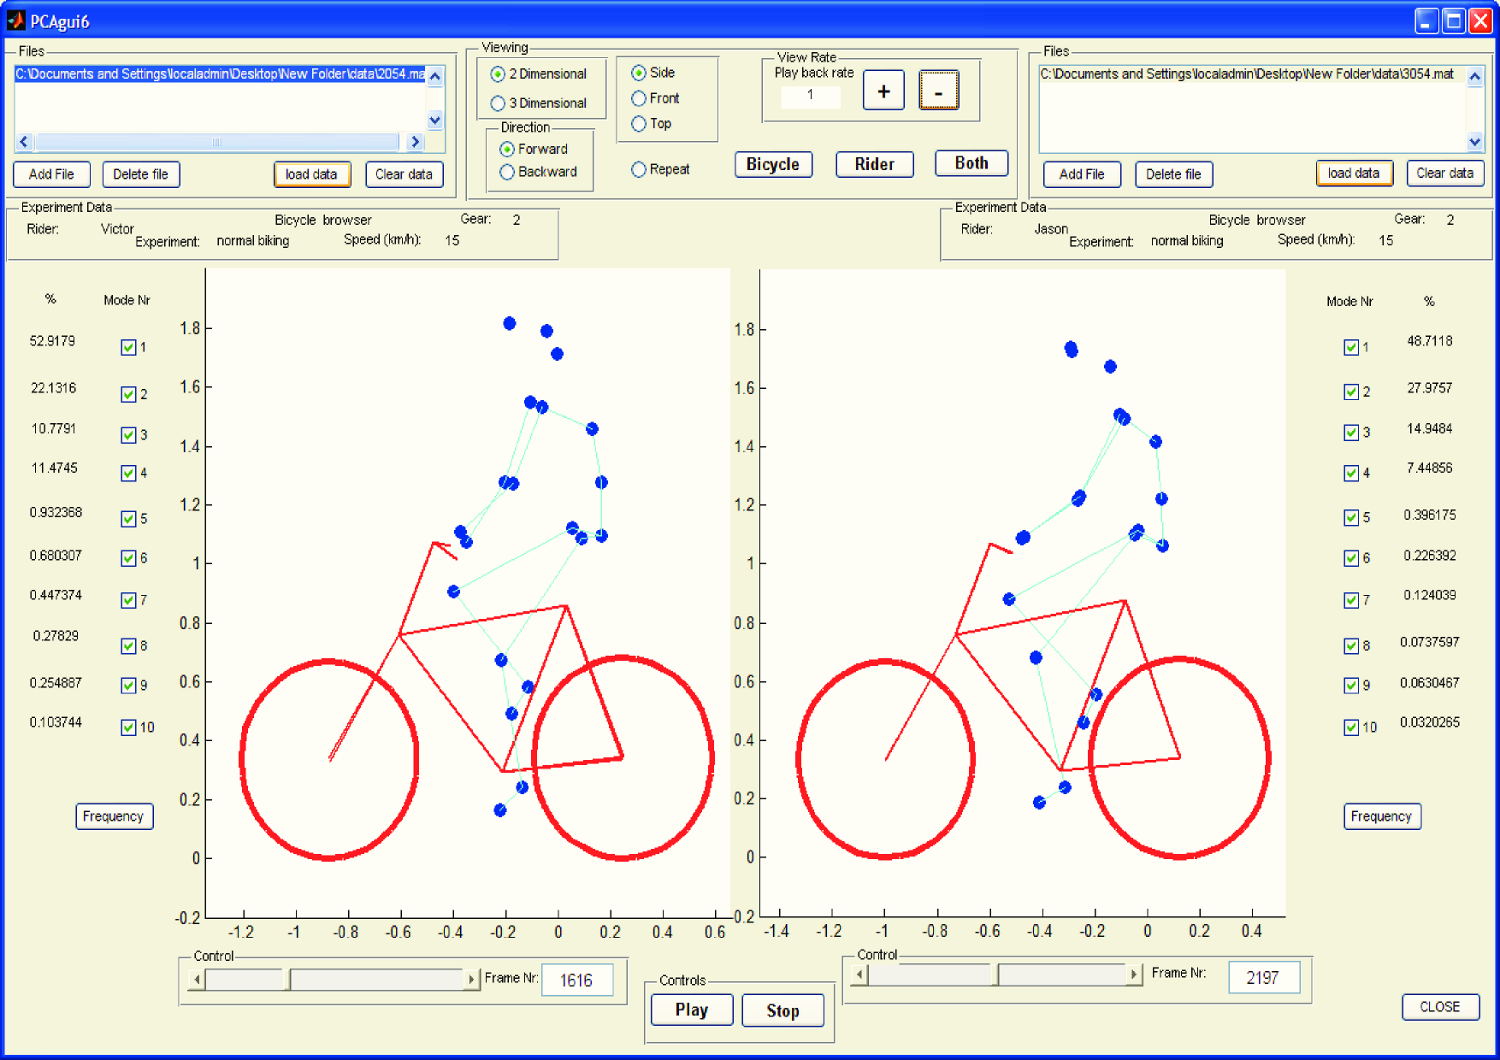 PCAgui6
Files
C:\Documents and Settings\localadmin\Desktop\New Folder\data\2054.ma
Add File
Delete file
load data
Clear data
Viewing
2 Dimensional
3 Dimensional
Side
Front
Top
Direction
Forward
Backward
Repeat
View Rate
Play back rate
1
+
-
Bicycle
Rider
Both
Files
C:\Documents and Settings\localadmin\Desktop\New Folder\data\3054.mat
Add File
Delete file
load data
Clear data
Experiment Data
Bicycle browser
Gear: 2
Rider: Victor
Experiment: normal biking
Speed (km/h): 15
Experiment Data
Bicycle browser
Gear: 2
Rider: Jason
Experiment: normal biking
Speed (km/h): 15
% Mode Nr
52.9179 1
22.1316 2
10.7791 3
11.4745 4
0.932368 5
0.680307 6
0.447374 7
0.27829 8
0.254887 9
0.103744 10
Frequency
1.8
1.6
1.4
1.2
1
0.8
0.6
0.4
0.2
0
-0.2
-1.2 -1 -0.8 -0.6 -0.4 -0.2 0 0.2 0.4 0.6
1.8
1.6
1.4
1.2
1
0.8
0.6
0.4
0.2
0
0.2
-1.4 -1.2 -1 -0.8 -0.6 -0.4 -0.2 0 0.2 0.4
Mode Nr %
1 48.7118
2 27.9757
3 14.9484
4 7.44856
5 0.396175
6 0.226392
7 0.124039
8 0.0737597
9 0.0630467
10 0.0320265
Frequency
Control
Frame Nr: 1616
Controls
Play
Stop
Control
Frame Nr: 2197
CLOSE